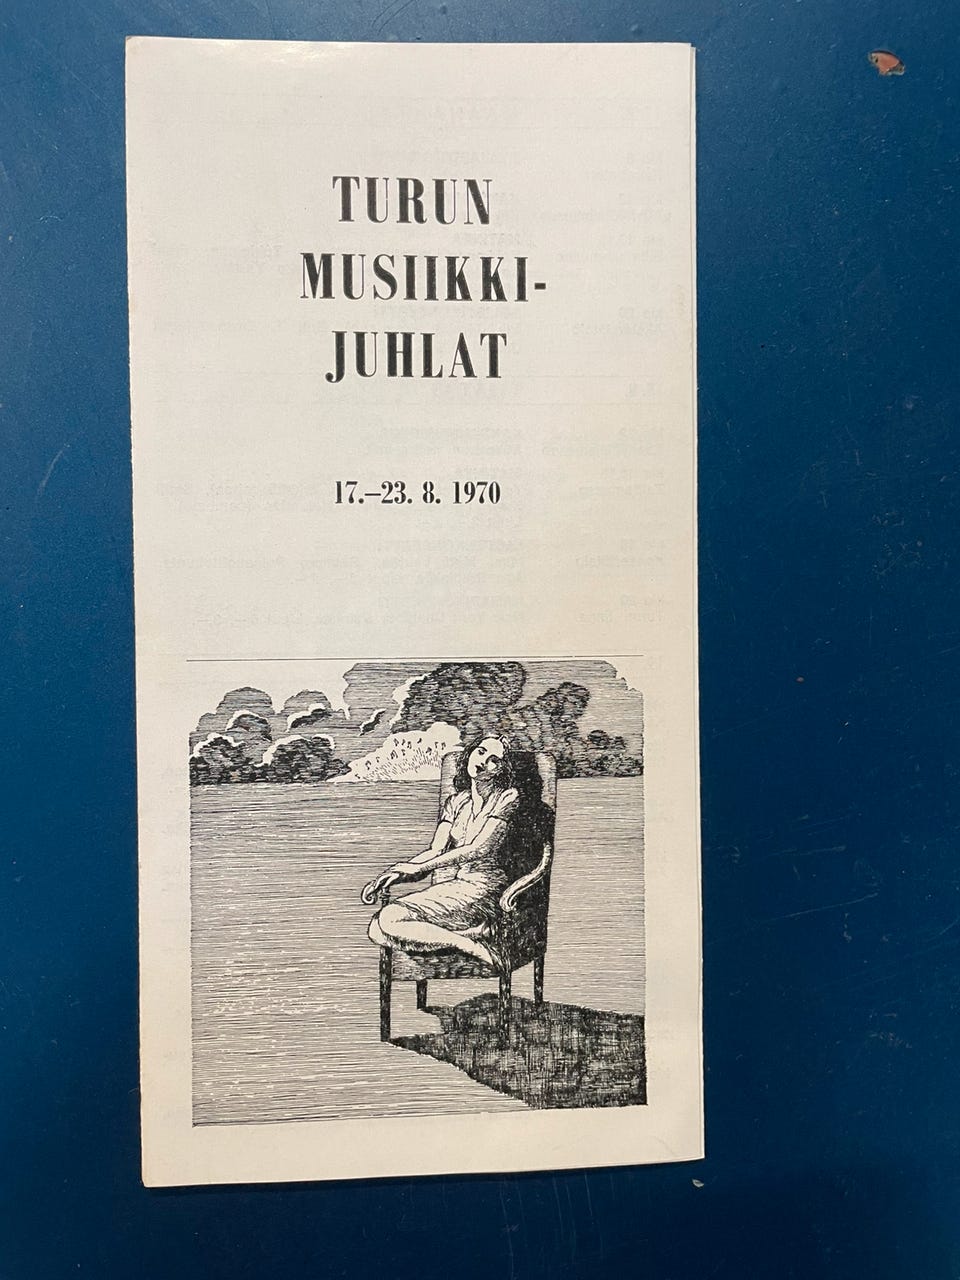 TURUN
MUSIIKKI-
JUHLAT
17.–23. 8. 1970